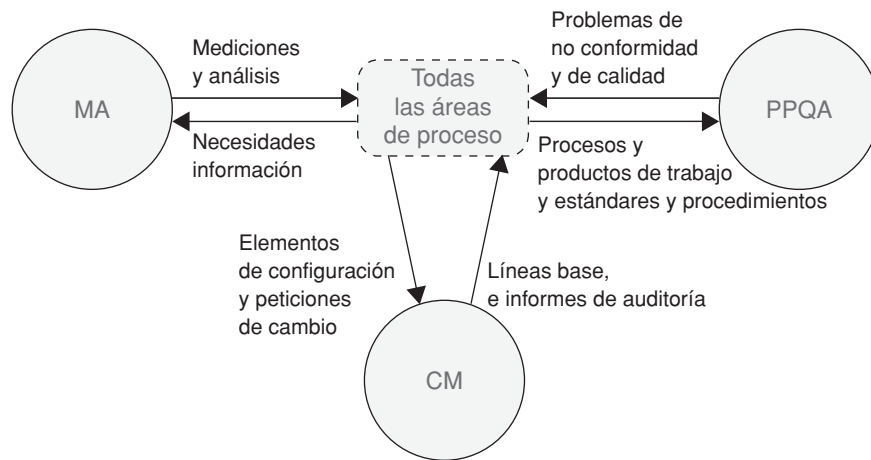 Mediciones
y análisis
Problemas de
no conformidad
y de calidad
MA
Todas
las áreas
de proceso
PPQA
Necesidades
información
Procesos y
productos de trabajo
y estándares y procedimientos
Elementos
de configuración
y peticiones
de cambio
Líneas base,
e informes de auditoría
CM